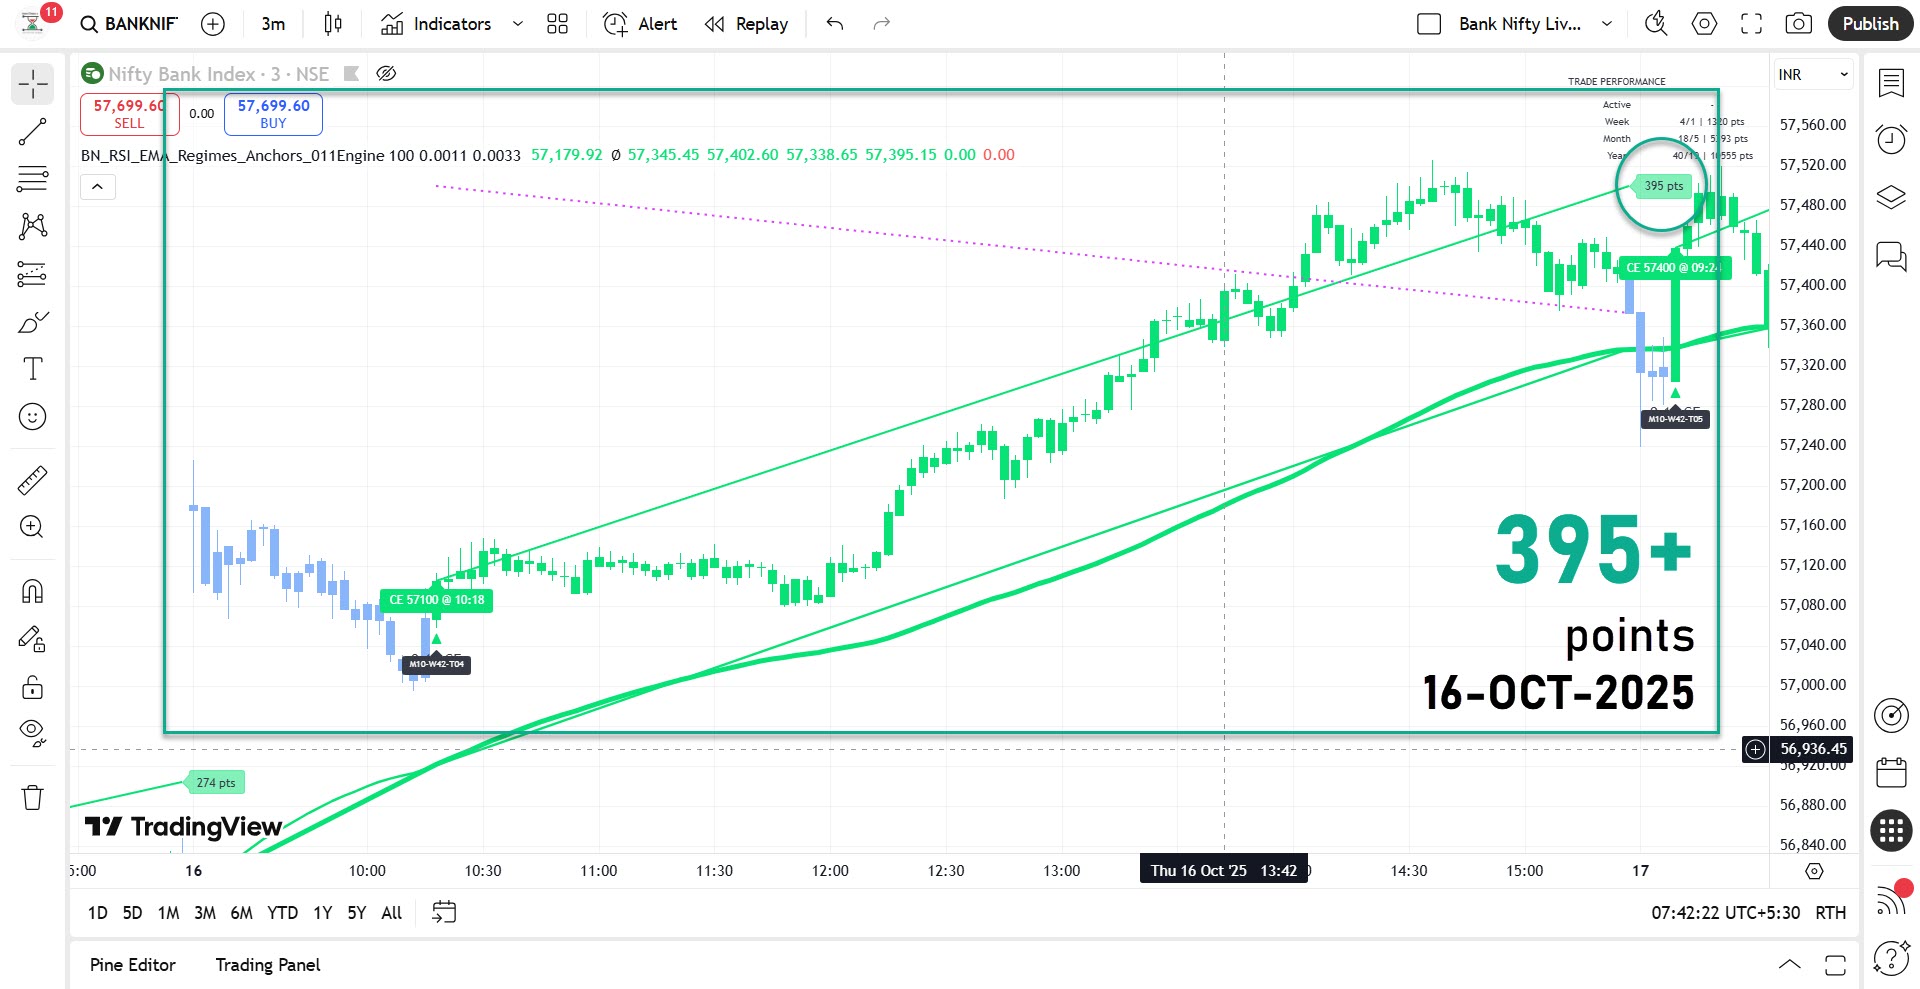 11
BANKNIF
3m
Indicators
Alert
Replay
Bank Nifty Liv...
Publish
Nifty Bank Index · 3 · NSE
INR
57,699.60
SELL
0.00
57,699.60
BUY
TRADE PERFORMANCE
Active -
Week 4/1 | 1320 pts
Month 18/5 | 5393 pts
Year
BN_RSI_EMA_Regimes_Anchors_011Engine 100 0.0011 0.0033 57,179.92 Ø 57,345.45 57,402.60 57,338.65 57,395.15 0.00 0.00
395 pts
CE 57400 @ 09:24
M10-W42-T05
CE 57100 @ 10:18
M10-W42-T04
274 pts
395+
points
16-OCT-2025
57,560.00
57,520.00
57,480.00
57,440.00
57,400.00
57,360.00
57,320.00
57,280.00
57,240.00
57,200.00
57,160.00
57,120.00
57,080.00
57,040.00
57,000.00
56,960.00
56,936.45
56,920.00
56,880.00
56,840.00
TradingView
5:00 16 10:00 10:30 11:00 11:30 12:00 12:30 13:00 Thu 16 Oct '25 13:42 14:30 15:00 17
1D 5D 1M 3M 6M YTD 1Y 5Y All
07:42:22 UTC+5:30 RTH
Pine Editor Trading Panel